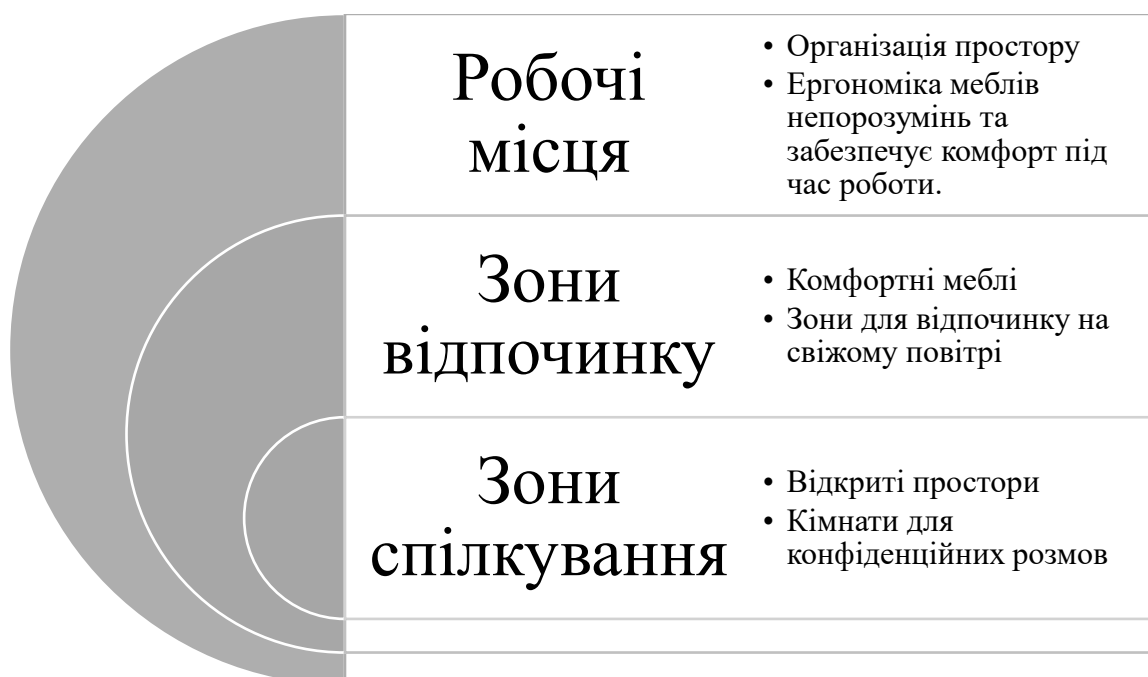 Робочі
місця
• Організація простору
• Ергономіка меблів
непорозумінь та
забезпечує комфорт під
час роботи.
Зони
відпочинку
• Комфортні меблі
• Зони для відпочинку на
свіжому повітрі
Зони
спілкування
• Відкриті простори
• Кімнати для
конфіденційних розмов